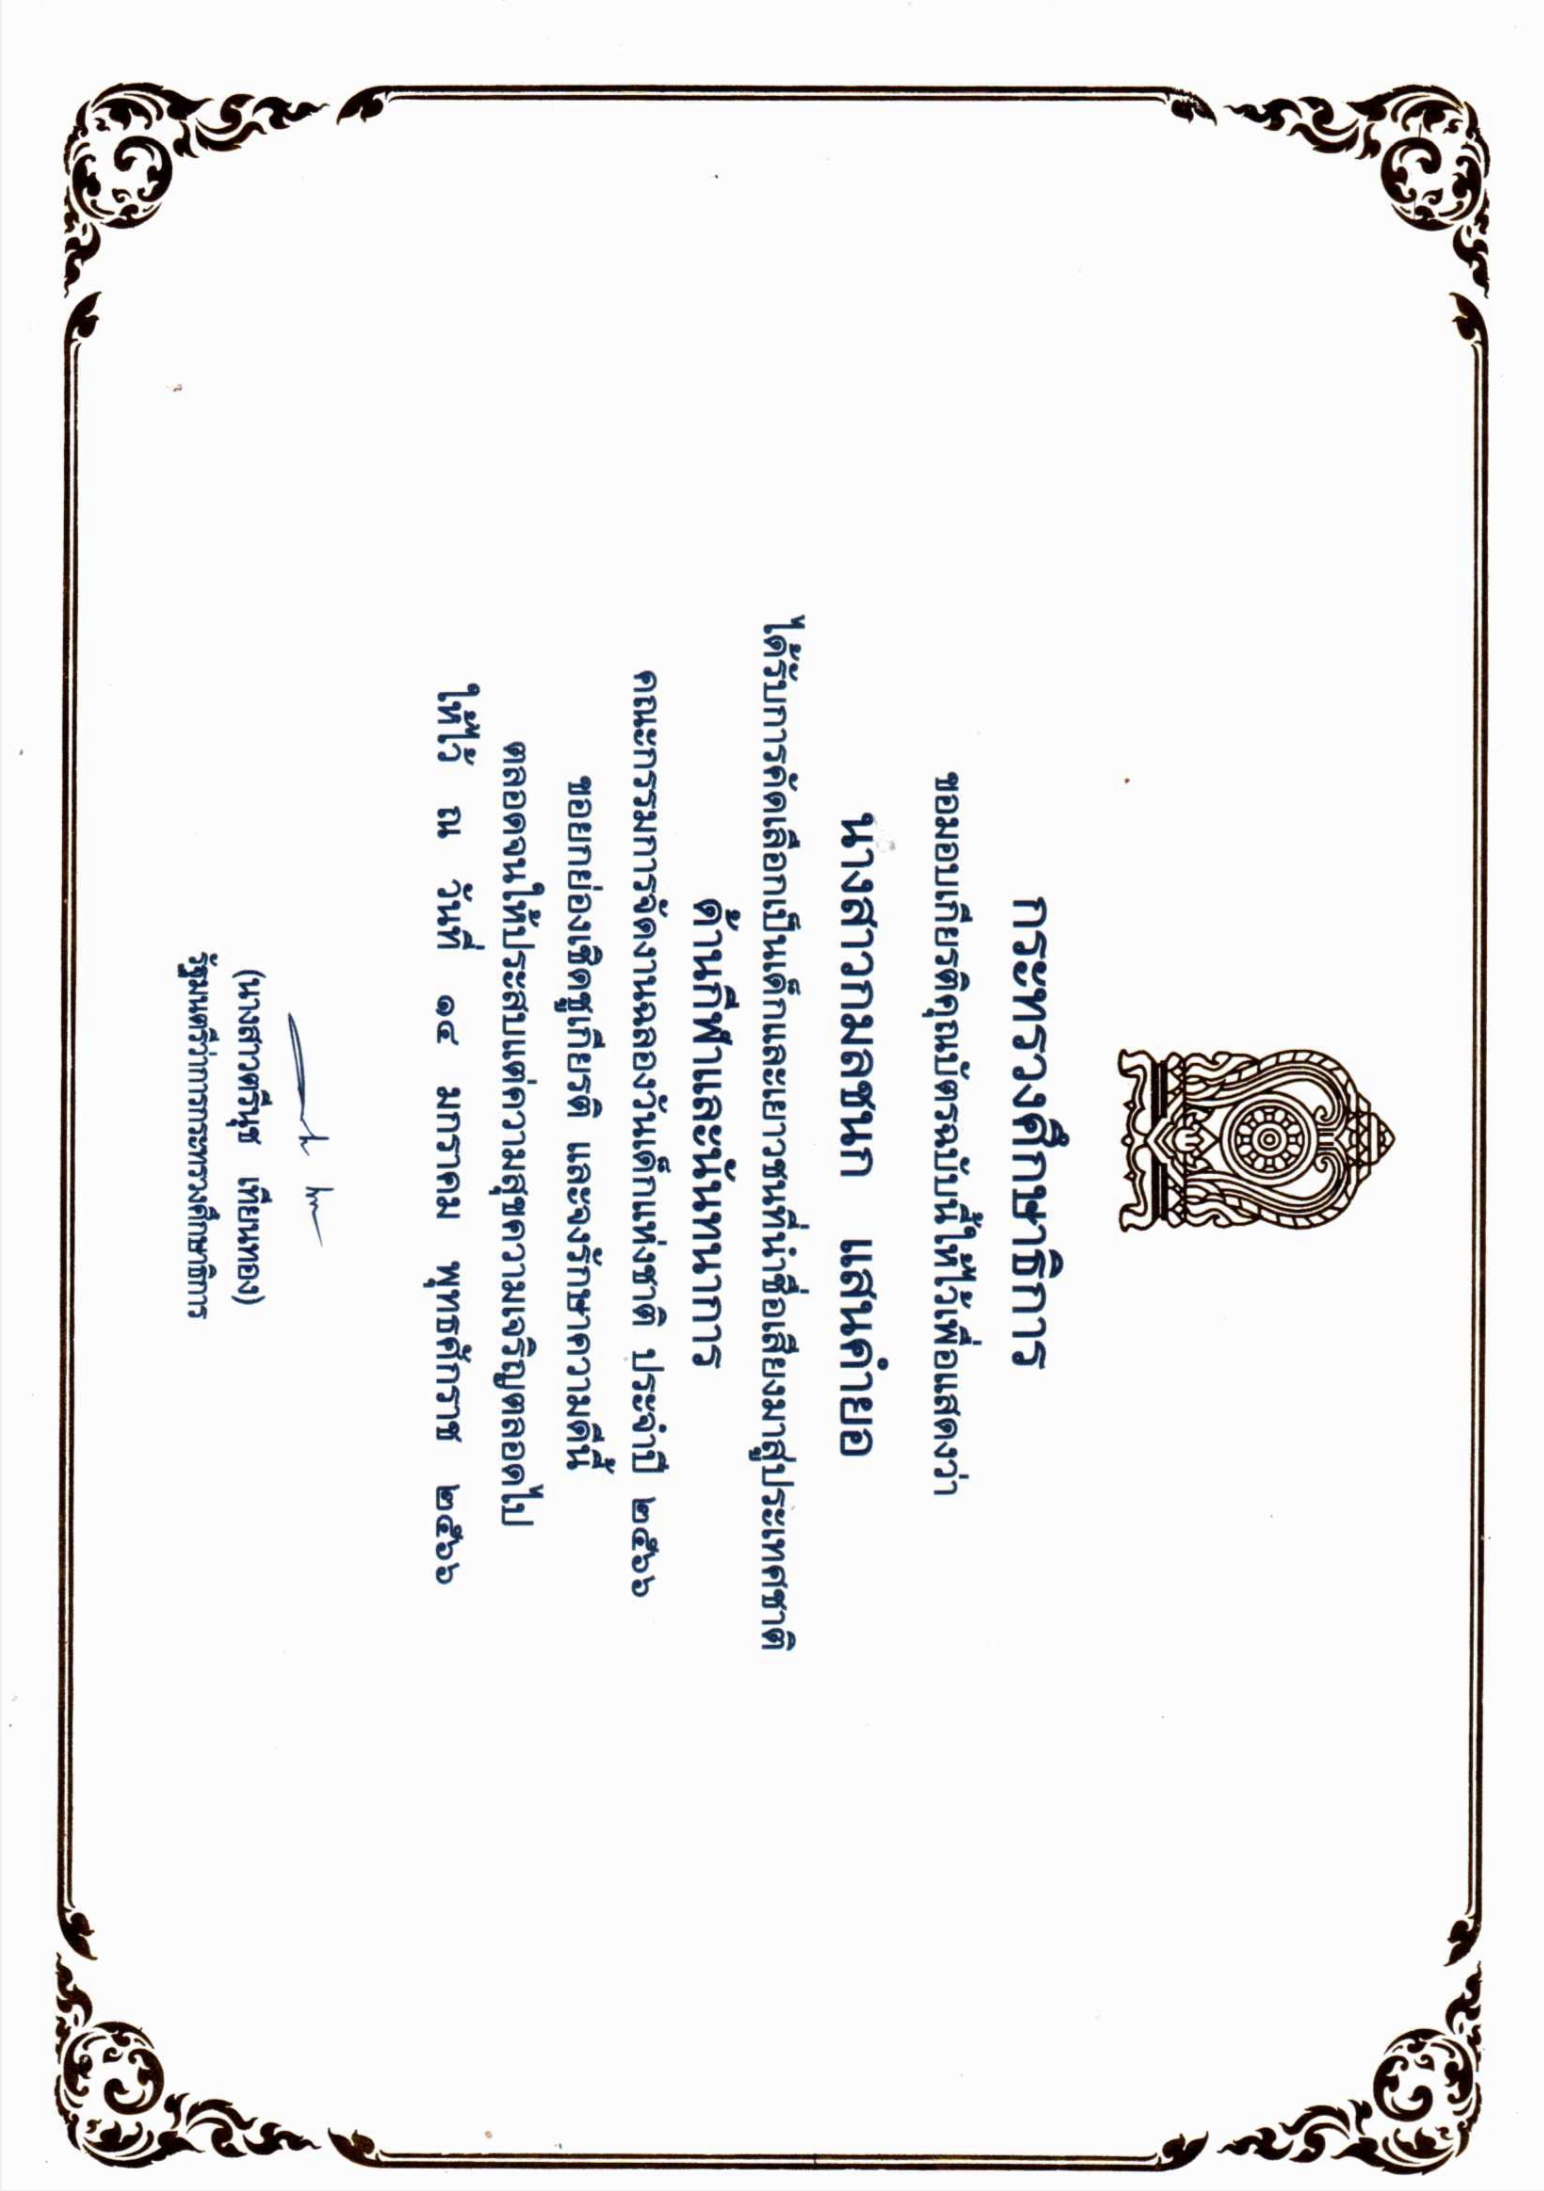 กระทรวงศึกษาธิการ
ขอมอบเกียรติคุณบัตรฉบับนี้ให้ไว้เพื่อแสดงว่า
นางสาวกมลชนก แสนคำยอ
ได้รับการคัดเลือกเป็นเด็กและเยาวชนที่นำชื่อเสียงมาสู่ประเทศชาติ
ด้านกีฬาและนันทนาการ
คณะกรรมการจัดงานฉลองวันเด็กแห่งชาติ ประจำปี ๒๕๖๖
ขอยกย่องเชิดชูเกียรติ และจงรักษาความดีนี้
ตลอดจนให้ประสบแต่ความสุขความเจริญตลอดไป
ให้ไว้ ณ วันที่ ๑๔ มกราคม พุทธศักราช ๒๕๖๖
(นางสาวตรีนุช เทียนทอง)
รัฐมนตรีว่าการกระทรวงศึกษาธิการ